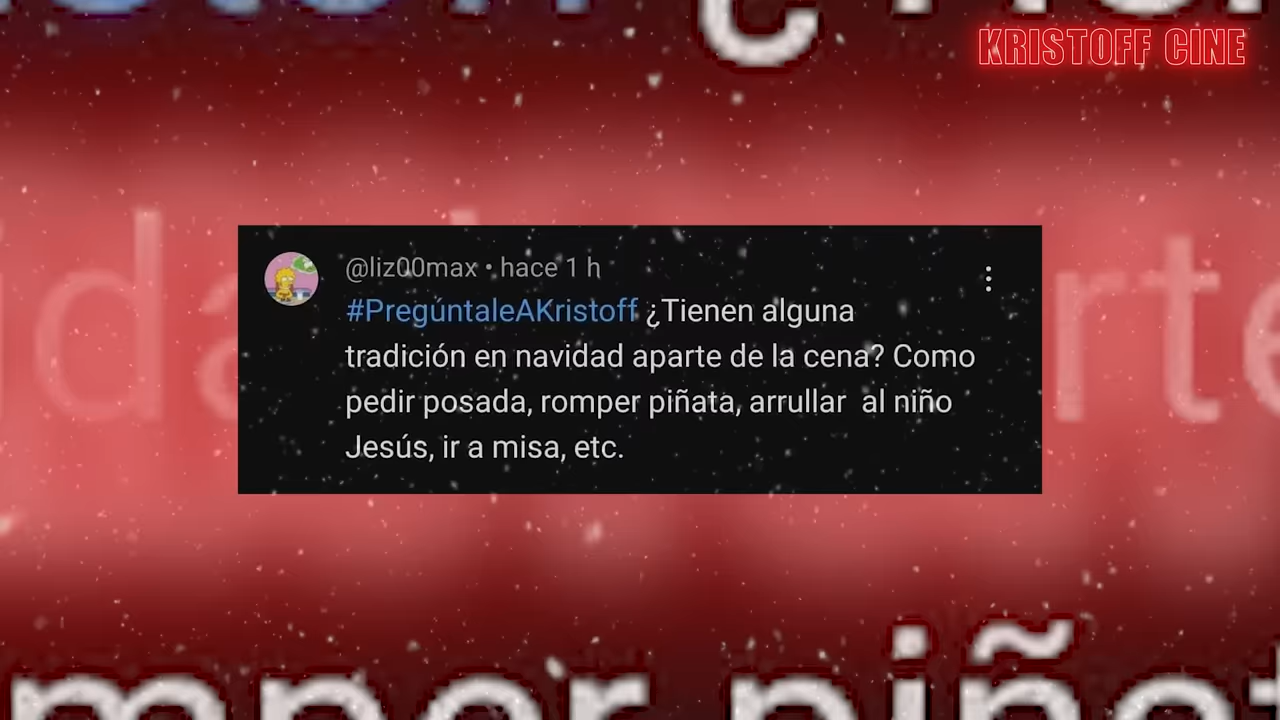 KRISTOFF CINE
@liz00max • hace 1 h
#PregúntaleAKristoff ¿Tienen alguna
tradición en navidad aparte de la cena? Como
pedir posada, romper piñata, arrullar al niño
Jesús, ir a misa, etc.